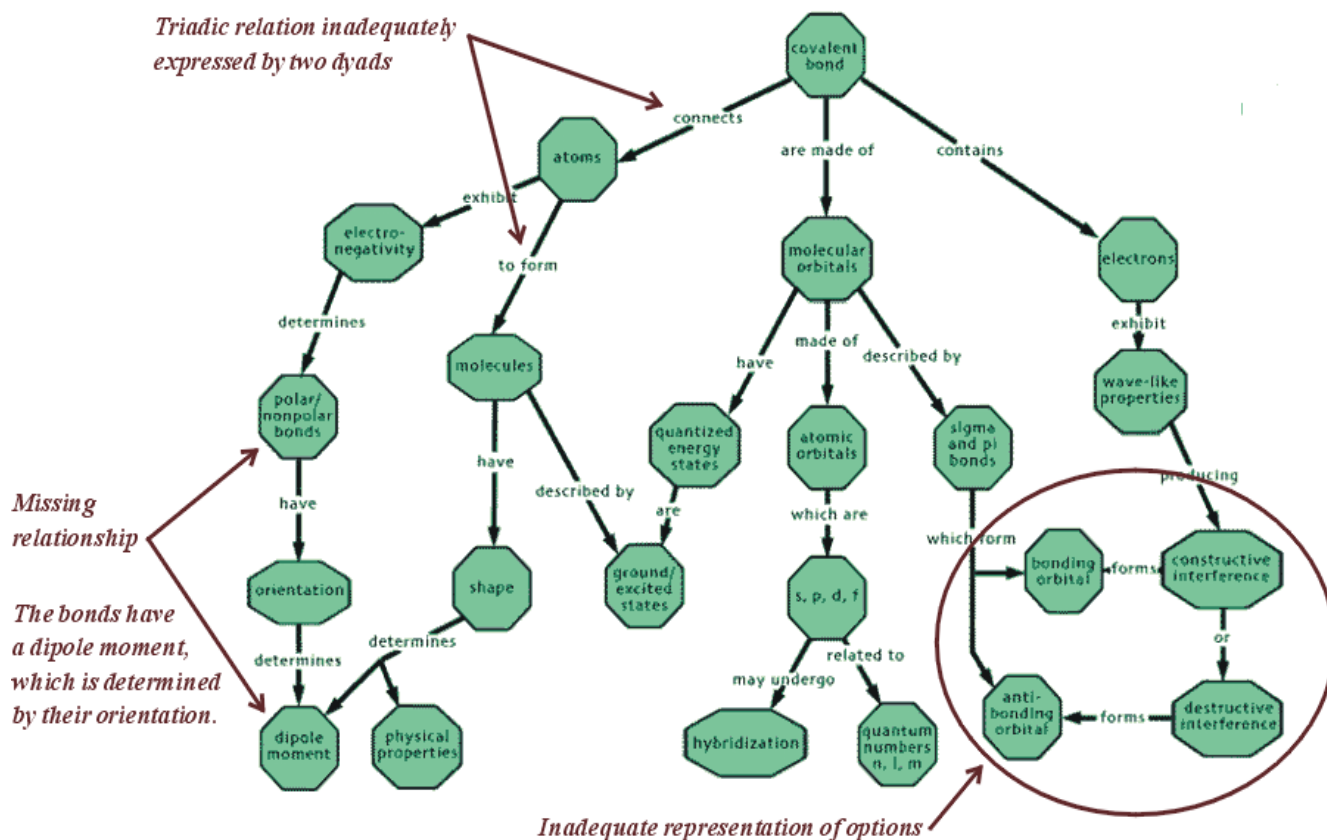 Triadic relation inadequately
expressed by two dyads
covalent
bond
connects
are made of
contains
atoms
exhibit
electro-
negativity
to form
molecular
orbitals
electrons
determines
have
made of
described by
exhibit
molecules
wave-like
properties
polar/
nonpolar
bonds
quantized
energy
states
atomic
orbitals
sigma
and pi
bonds
have
have
described by
are
which are
which form
producing
Missing
relationship
orientation
shape
ground/
excited
states
s, p, d, f
bonding
orbital
forms
constructive
interference
The bonds have
a dipole moment,
which is determined
by their orientation.
determines
determines
may undergo
related to
or
dipole
moment
physical
properties
hybridization
quantum
numbers
n, l, m
anti-
bonding
orbital
forms
destructive
interference
Inadequate representation of options